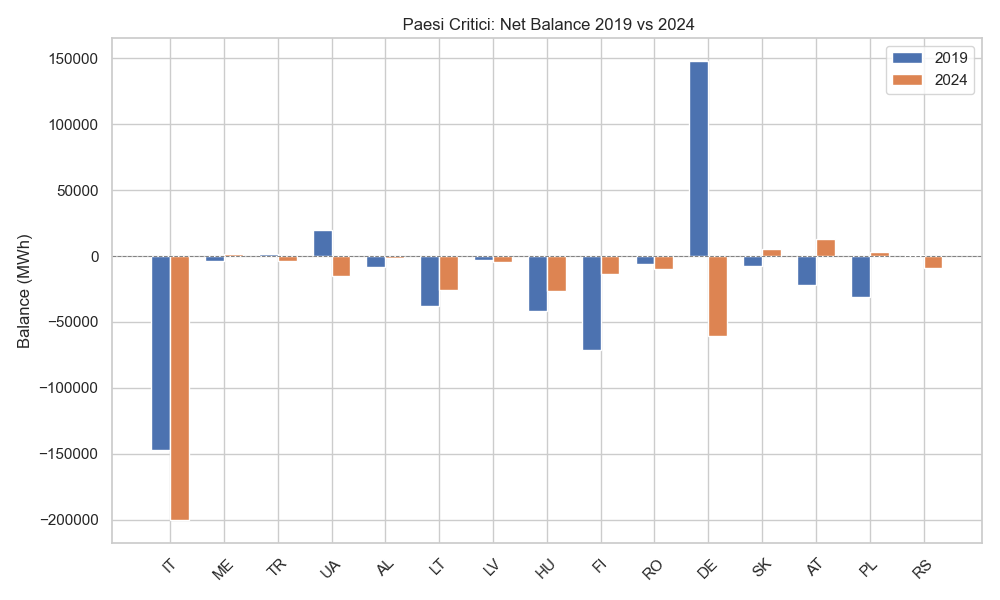 Paesi Critici: Net Balance 2019 vs 2024
2019
2024
Balance (MWh)
150000
100000
50000
0
−50000
−100000
−150000
−200000
IT
ME
TR
UA
AL
LT
LV
HU
FI
RO
DE
SK
AT
PL
RS